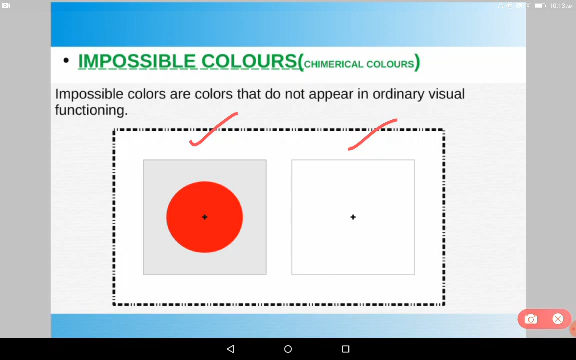 • IMPOSSIBLE COLOURS(CHIMERICAL COLOURS)
Impossible colors are colors that do not appear in ordinary visual
functioning.